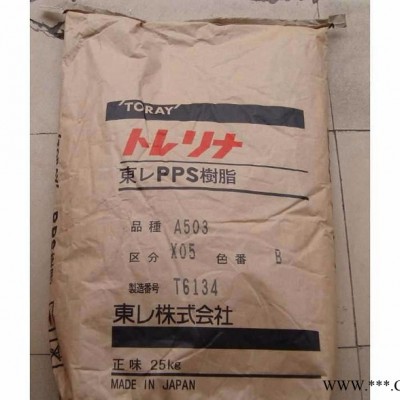 TORAY
トレリナ
東レPPS樹脂
品種 A503
区分 X05 色番 B
製造番号 T6134
東レ株式会社
正味 25kg
MADE IN JAPAN
www.***.c